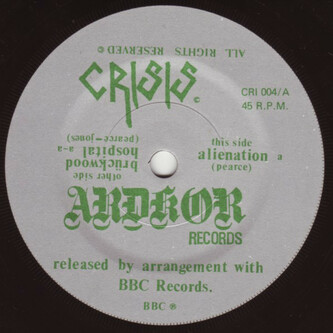 ALL RIGHTS RESERVED ©
CRISIS ©
CRI 004/A
45 R.P.M.
this side
alienation a
(pearce)
other side
brückwood
hospital a-a
(pearce-jones)
ARDKOR
RECORDS
released by arrangement with
BBC Records.
BBC ®